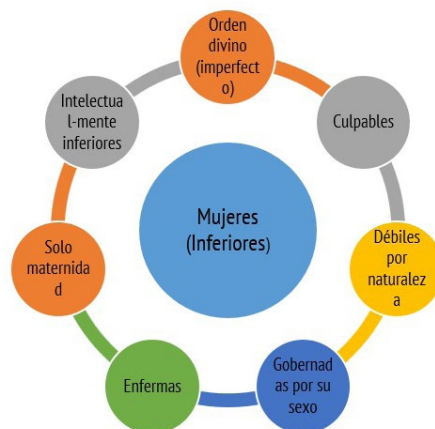 Orden
divino
(imperfect
o)
Culpables
Débiles
por
naturalez
a
Gobernad
as por su
sexo
Enfermas
Solo
maternida
d
Intelectua
l-mente
inferiores
Mujeres
(Inferiores)